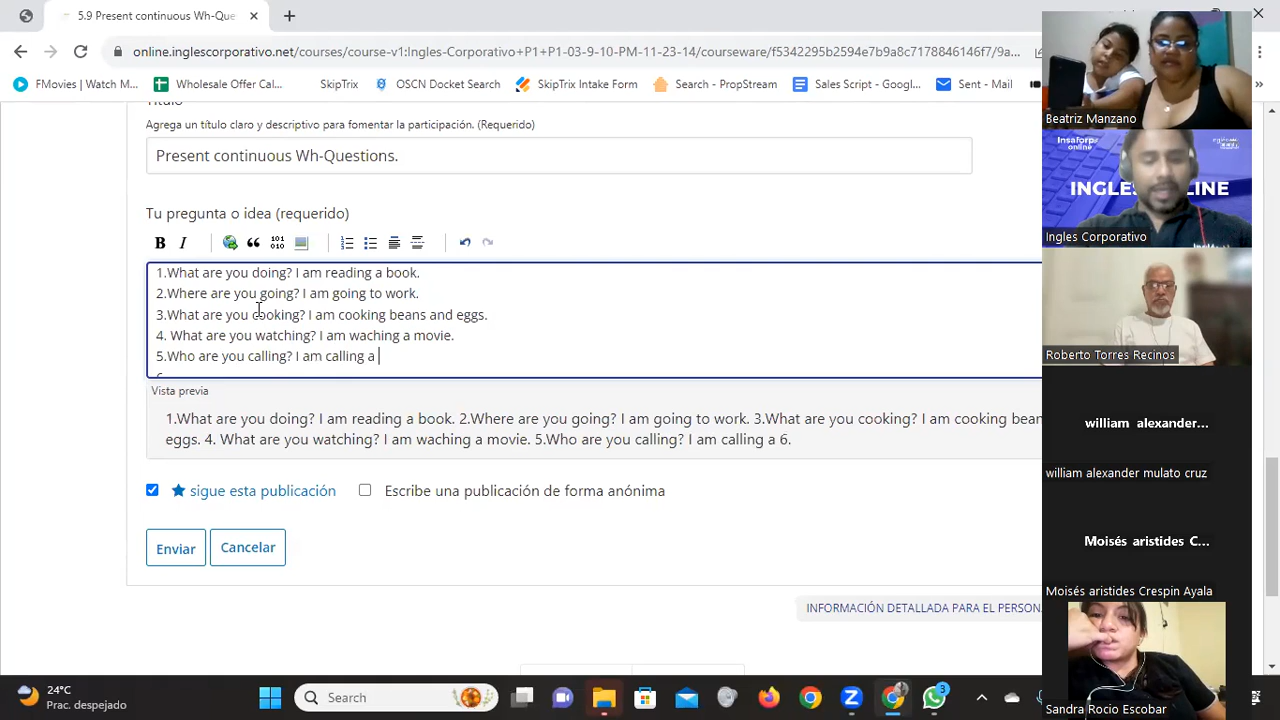 5.9 Present continuous Wh-Qu
online.inglescorporativo.net/courses/course-v1:Ingles-Corporativo+P1+P1-03-9-10-PM-11-23-14/courseware/f5342295b2594e7b9a5c7178846146f7/9a...
FMovies | Watch M...
Wholesale Offer Cal...
SkipTrix
OSCN Docket Search
SkipTrix Intake Form
Search - PropStream
Sales Script - Googl...
Sent - Mail
Título
Agrega un título claro y descriptivo para fomentar la participación. (Requerido)
Present continuous Wh-Questions.
Tu pregunta o idea (requerido)
B I
1.What are you doing? I am reading a book.
2.Where are you going? I am going to work.
3.What are you cooking? I am cooking beans and eggs.
4. What are you watching? I am waching a movie.
5.Who are you calling? I am calling a
6.
Vista previa
1.What are you doing? I am reading a book. 2.Where are you going? I am going to work. 3.What are you cooking? I am cooking bean
eggs. 4. What are you watching? I am waching a movie. 5.Who are you calling? I am calling a 6.
sigue esta publicación
Escribe una publicación de forma anónima
Enviar
Cancelar
INFORMACIÓN DETALLADA PARA EL PERSON
24°C
Prac. despejado
Search
3
Beatriz Manzano
Insaforp
online
INGLES
LINE
Ingles Corporativo
Roberto Torres Recinos
william alexander...
william alexander mulato cruz
Moisés aristides C...
Moisés aristides Crespin Ayala
Sandra Rocio Escobar